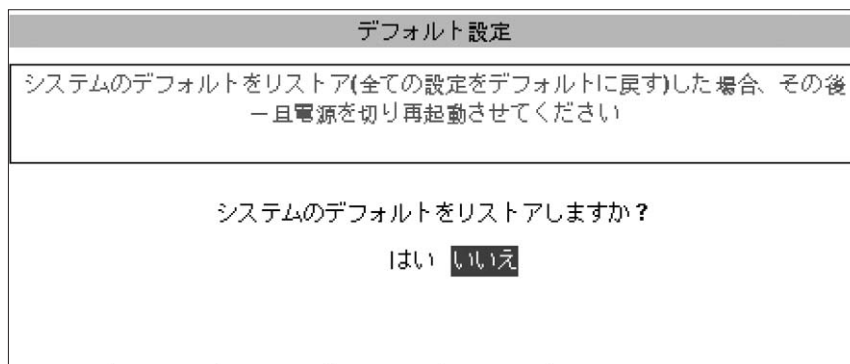 デフォルト設定
システムのデフォルトをリストア(全ての設定をデフォルトに戻す)した場合、その後
一旦電源を切り再起動させてください
システムのデフォルトをリストアしますか？
はい いいえ